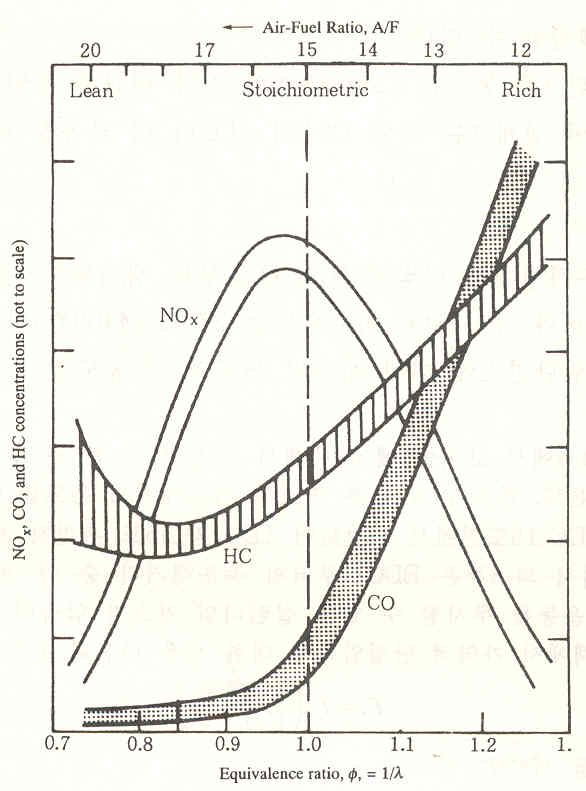 ← Air-Fuel Ratio, A/F
20 17 16 15 14 13 12
Lean Stoichiometric Rich
NOx
HC
CO
NOx, CO, and HC concentrations (not to scale)
0.7 0.8 0.9 1.0 1.1 1.2 1.
Equivalence ratio, ϕ, = 1/λ